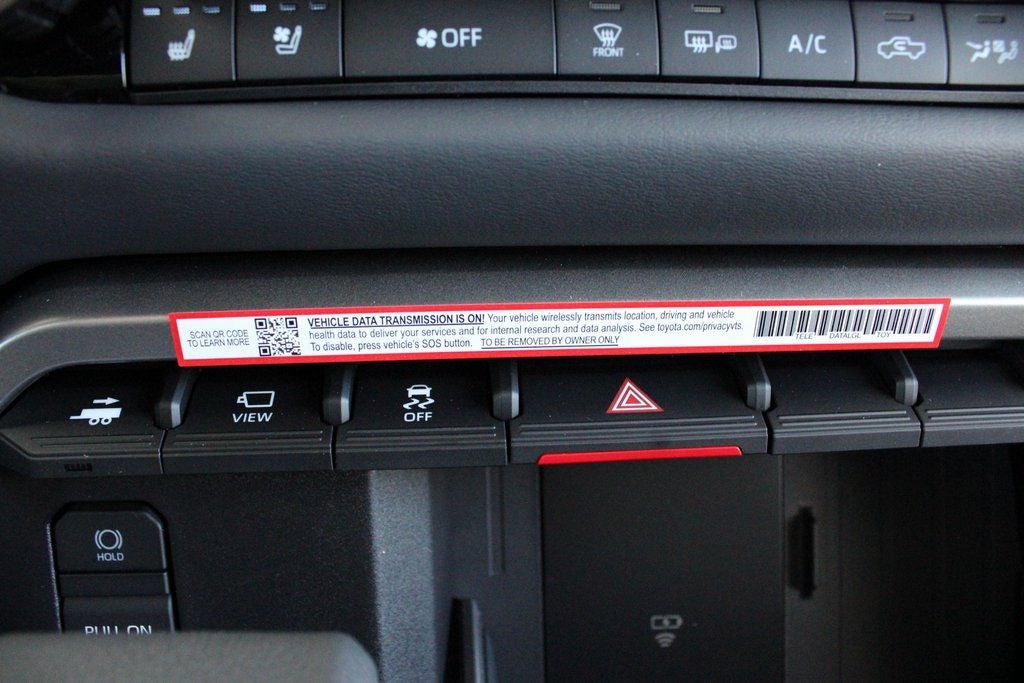 OFF
FRONT
A/C
SCAN QR CODE
TO LEARN MORE
VEHICLE DATA TRANSMISSION IS ON! Your vehicle wirelessly transmits location, driving and vehicle
health data to deliver your services and for internal research and data analysis. See toyota.com/privacyvts.
To disable, press vehicle's SOS button. TO BE REMOVED BY OWNER ONLY
TELE DATALGL TOY
VIEW
OFF
HOLD
PULL ON